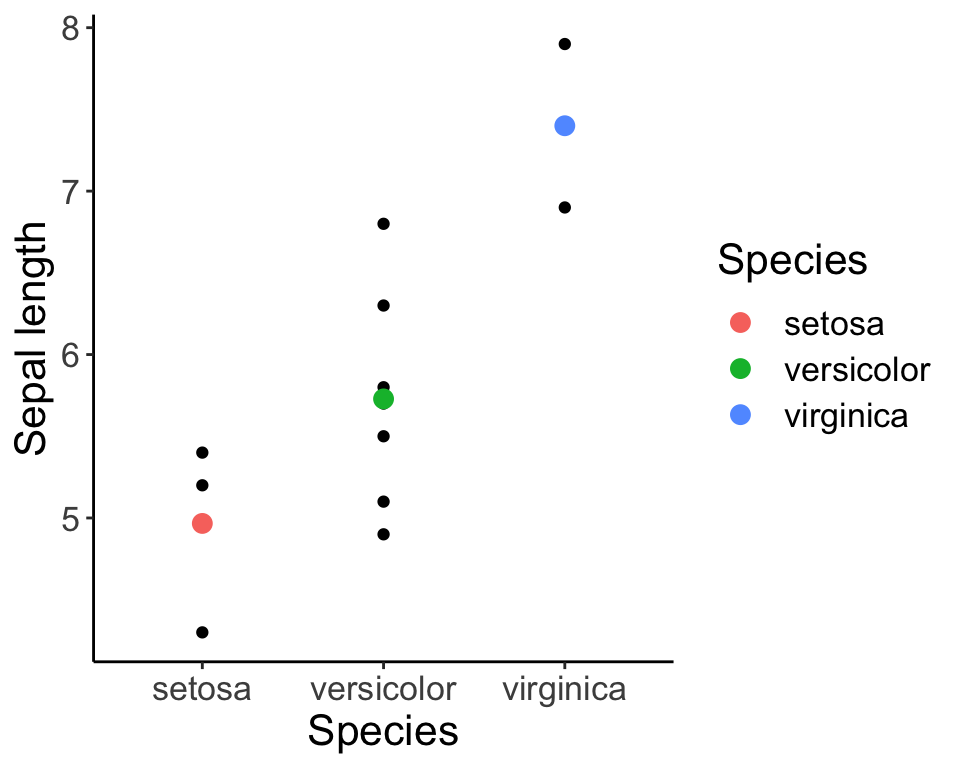 8
7
6
5
Sepal length
setosa
versicolor
virginica
Species
Species
setosa
versicolor
virginica